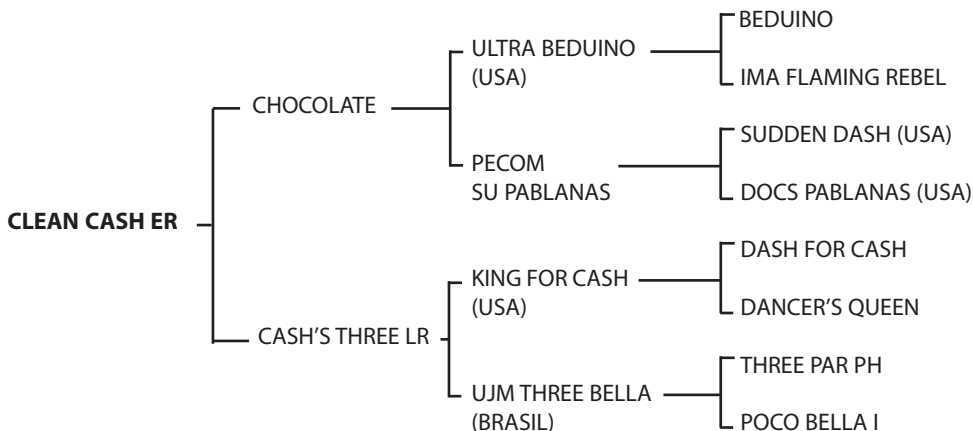 BEDUINO
ULTRA BEDUINO
(USA)
IMA FLAMING REBEL
CHOCOLATE
SUDDEN DASH (USA)
PECOM
SU PABLANAS
DOCS PABLANAS (USA)
CLEAN CASH ER
DASH FOR CASH
KING FOR CASH
(USA)
DANCER'S QUEEN
CASH'S THREE LR
THREE PAR PH
UJM THREE BELLA
(BRASIL)
POCO BELLA I